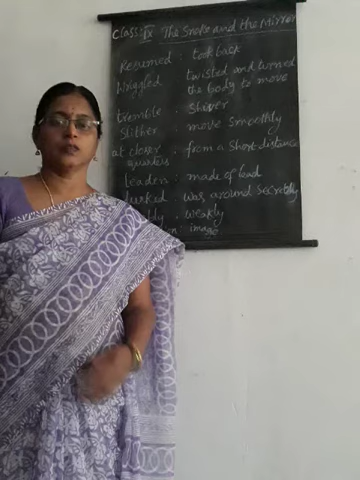 Class: IX The Snake and the Mirror
Resumed : took back
Wriggled : twisted and turned
the body to move
tremble : Shiver
Slither : move smoothly
at closer : from a short distance
quarters
Leaden : made of lead
lurked : was around Secretly
: weakly
: image